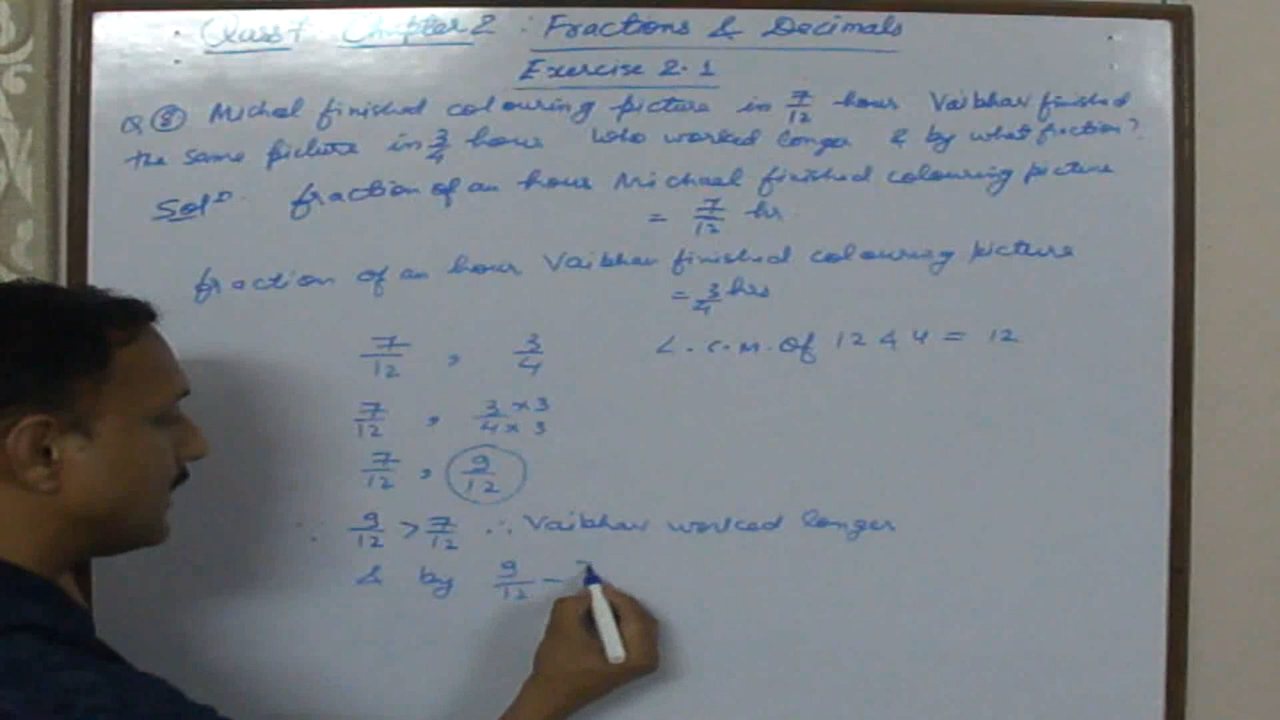 Class 7 Chapter 2 : Fractions & Decimals
Exercise 2.1
Q ⑧ Michael finished colouring picture in 7/12 hour Vaibhav finished
the same picture in 3/4 hour Who worked longer & by what fraction?
Solⁿ. fraction of an hour Michael finished colouring picture
= 7/12 hr
fraction of an hour Vaibhav finished colouring picture
= 3/4 hrs
7/12 , 3/4 L.C.M. of 12 & 4 = 12
7/12 , 3×3/4×3
7/12 , 9/12
∵ 9/12 > 7/12 ∴ Vaibhav worked longer
& by 9/12 - 7